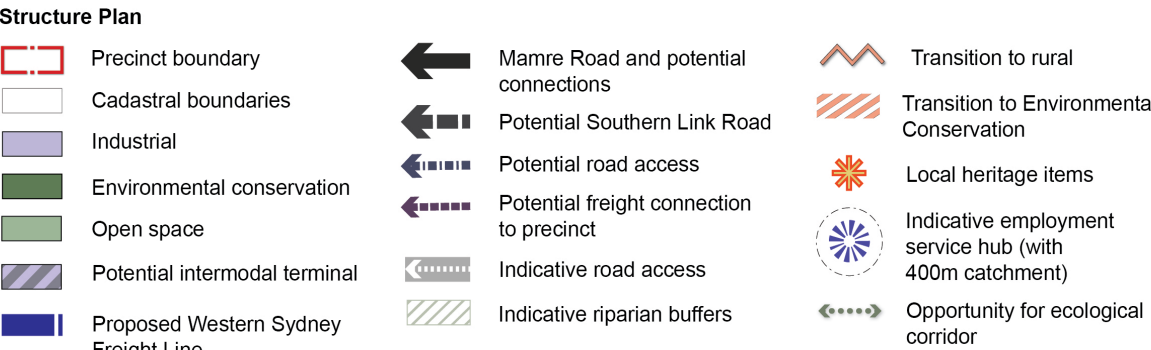 Structure Plan
Precinct boundary
Cadastral boundaries
Industrial
Environmental conservation
Open space
Potential intermodal terminal
Proposed Western Sydney
Freight Line
Mamre Road and potential
connections
Potential Southern Link Road
Potential road access
Potential freight connection
to precinct
Indicative road access
Indicative riparian buffers
Transition to rural
Transition to Environmenta
Conservation
Local heritage items
Indicative employment
service hub (with
400m catchment)
Opportunity for ecological
corridor